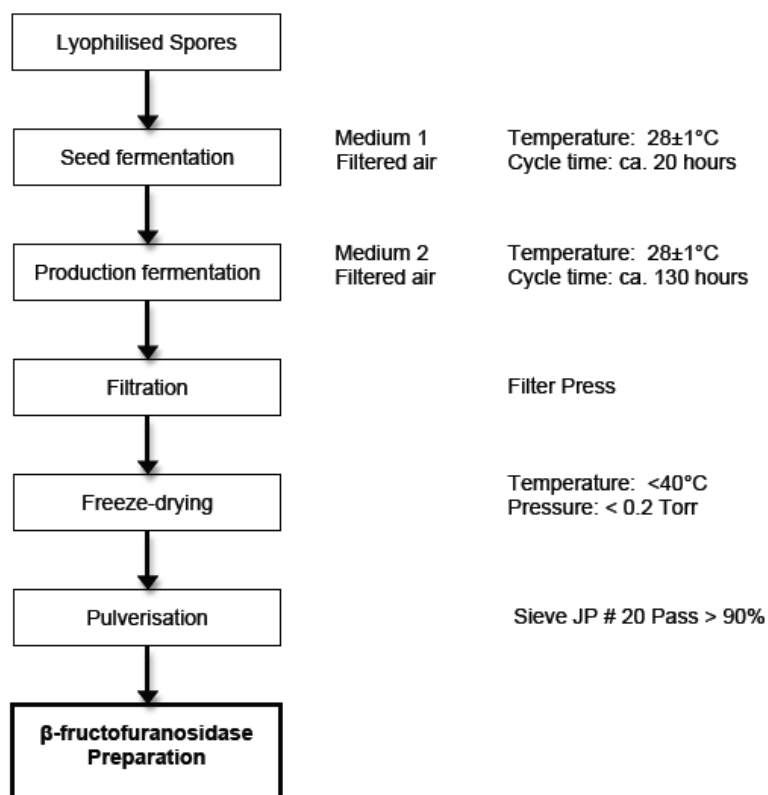 Lyophilised Spores
Seed fermentation
Medium 1
Filtered air
Temperature: 28±1°C
Cycle time: ca. 20 hours
Production fermentation
Medium 2
Filtered air
Temperature: 28±1°C
Cycle time: ca. 130 hours
Filtration
Filter Press
Freeze-drying
Temperature: <40°C
Pressure: < 0.2 Torr
Pulverisation
Sieve JP # 20 Pass > 90%
β-fructofuranosidase
Preparation